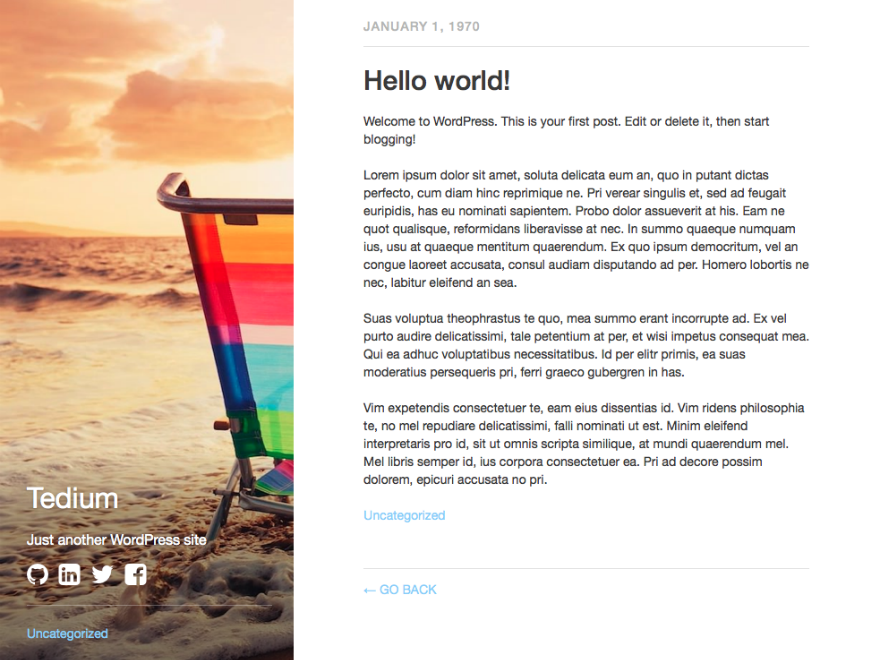 JANUARY 1, 1970
Hello world!
Welcome to WordPress. This is your first post. Edit or delete it, then start
blogging!
Lorem ipsum dolor sit amet, soluta delicata eum an, quo in putant dictas
perfecto, cum diam hinc reprimique ne. Pri verear singulis et, sed ad feugait
euripidis, has eu nominati sapientem. Probo dolor assueverit at his. Eam ne
quot qualisque, reformidans liberavisse at nec. In summo quaeque numquam
ius, usu at quaeque mentitum quaerendum. Ex quo ipsum democritum, vel an
congue laoreet accusata, consul audiam disputando ad per. Homero lobortis ne
nec, labitur eleifend an sea.
Suas voluptua theophrastus te quo, mea summo erant incorrupte ad. Ex vel
purto audire delicatissimi, tale petentium at per, et wisi impetus consequat mea.
Qui ea adhuc voluptatibus necessitatibus. Id per elitr primis, ea suas
moderatius persequeris pri, ferri graeco gubergren in has.
Vim expetendis consectetuer te, eam eius dissentias id. Vim ridens philosophia
te, no mel repudiare delicatissimi, falli nominati ut est. Minim eleifend
interpretaris pro id, sit ut omnis scripta similique, at mundi quaerendum mel.
Mel libris semper id, ius corpora consectetuer ea. Pri ad decore possim
dolorem, epicuri accusata no pri.
Uncategorized
← GO BACK
Tedium
Just another WordPress site
Uncategorized